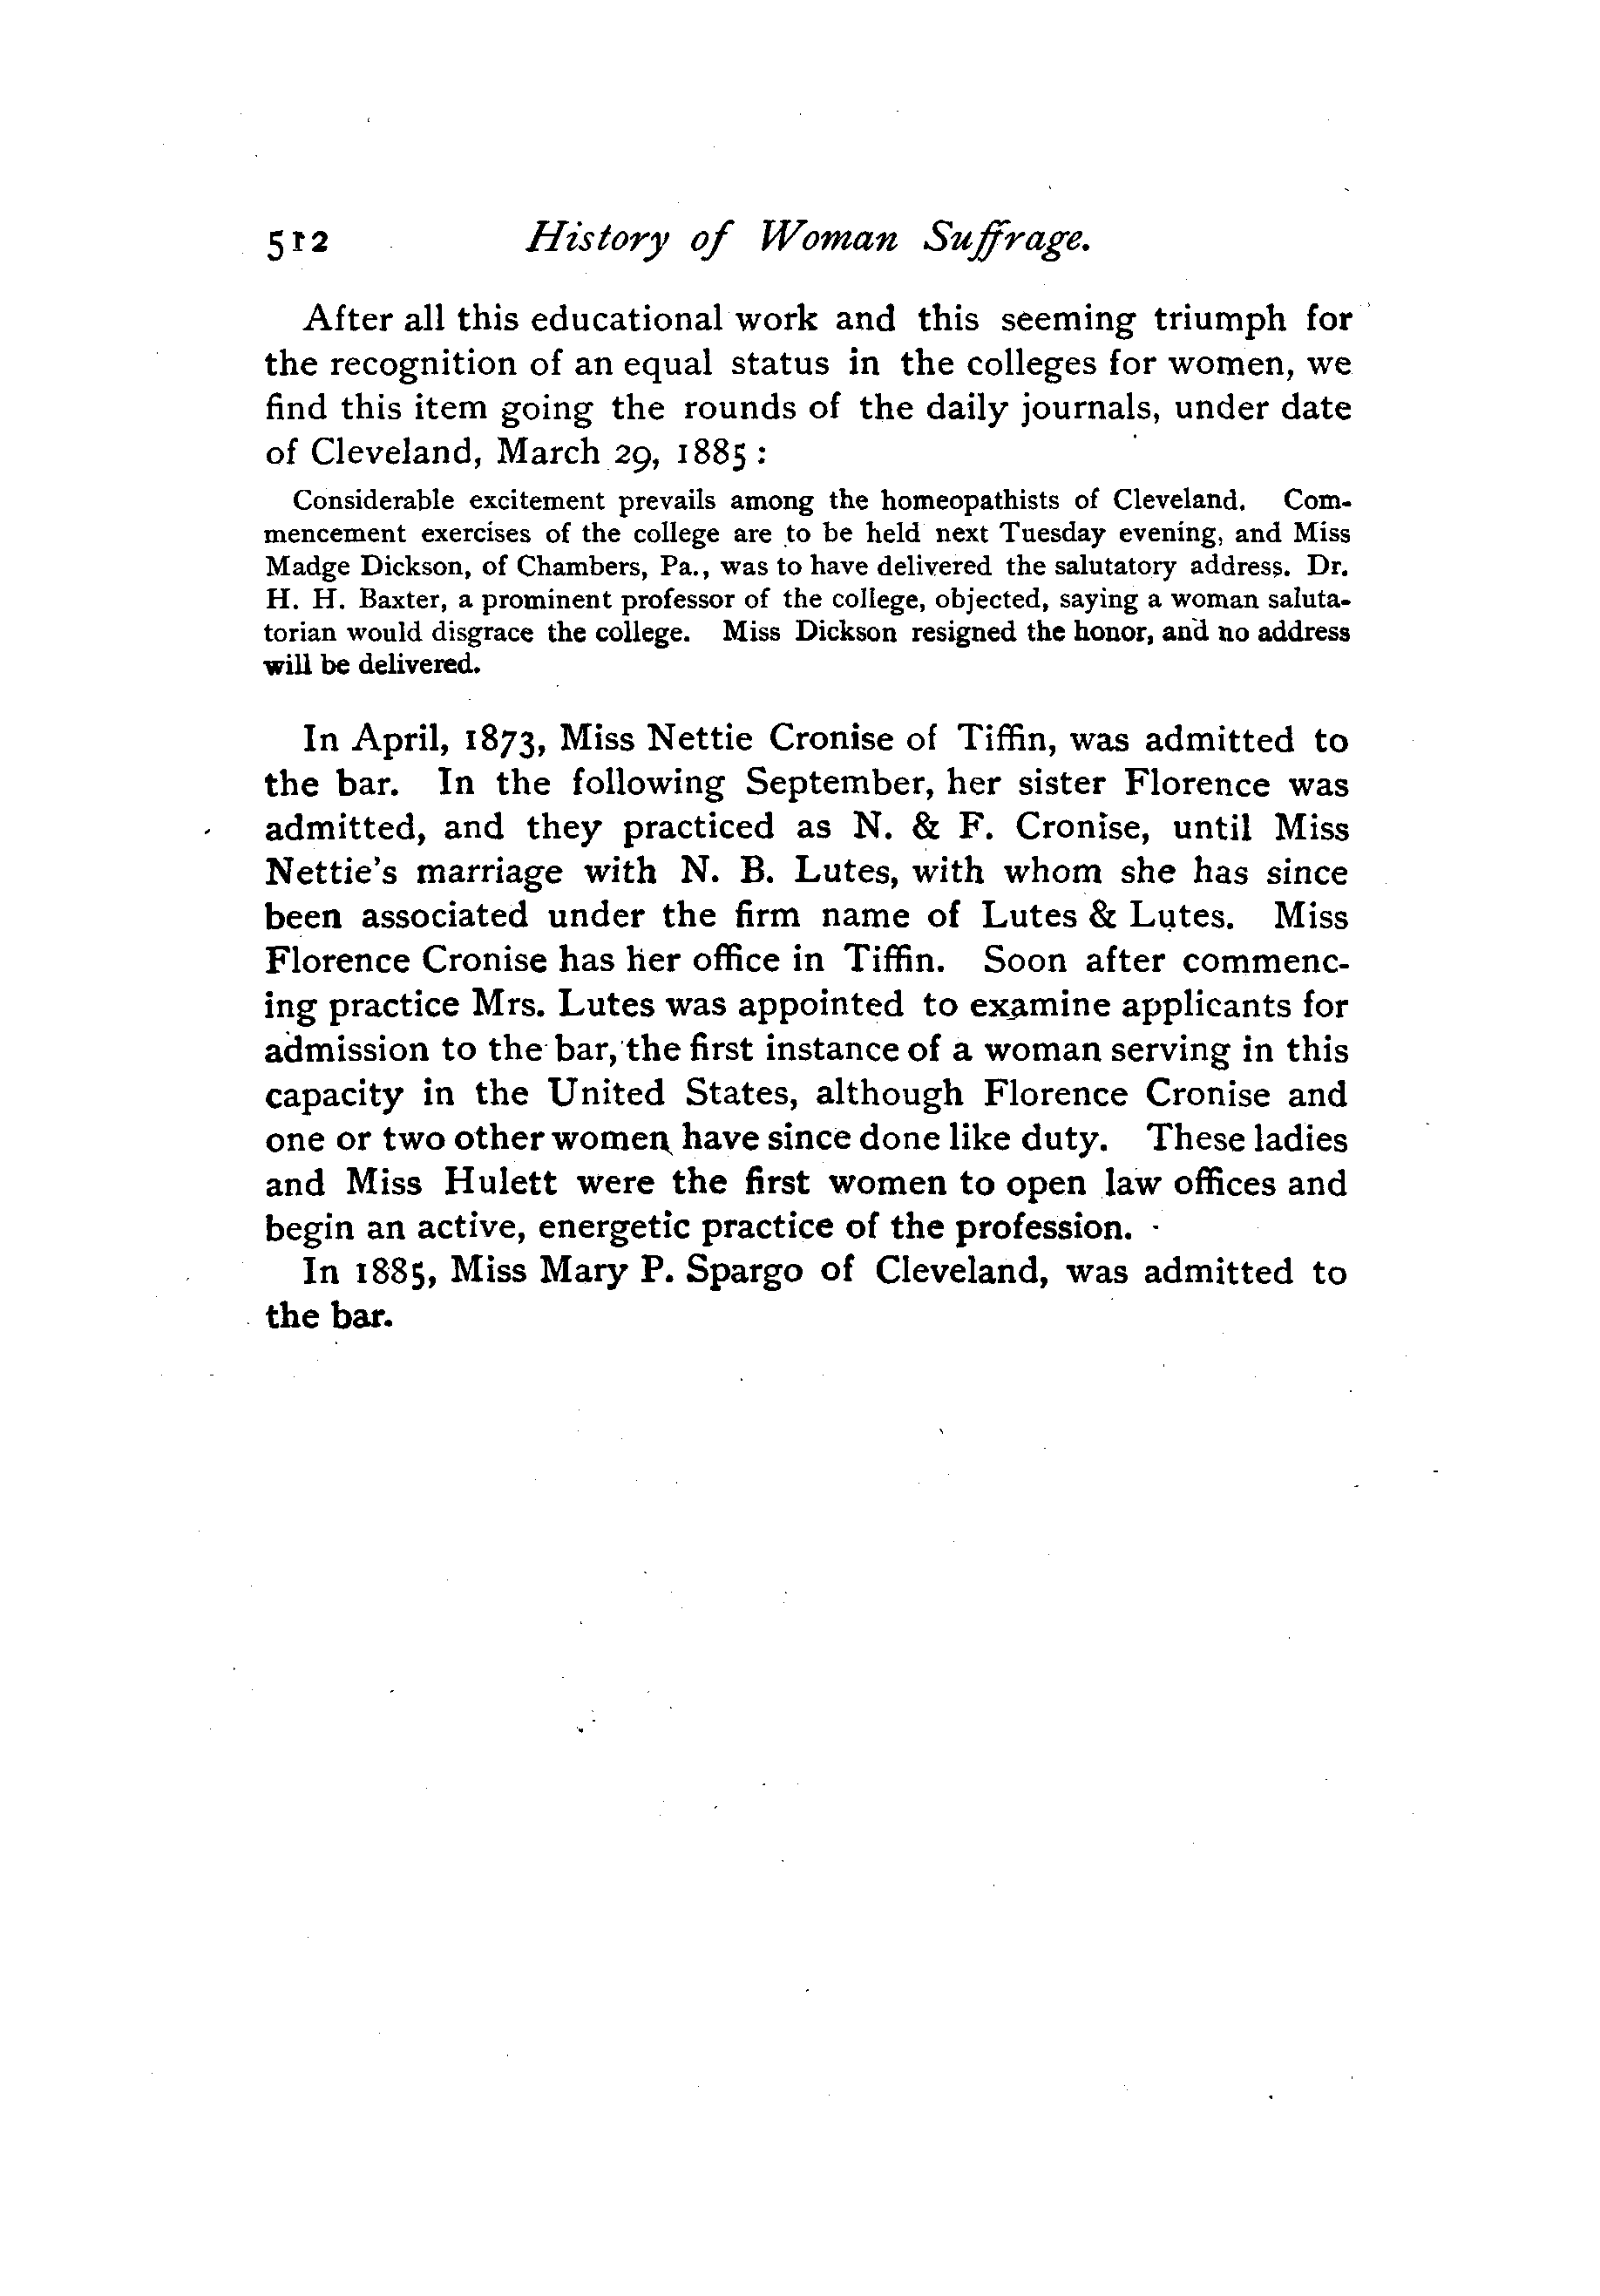 512 History of Woman Suffrage.
After all this educational work and this seeming triumph for
the recognition of an equal status in the colleges for women, we
find this item going the rounds of the daily journals, under date
of Cleveland, March 29, 1885 :
Considerable excitement prevails among the homeopathists of Cleveland. Com-
mencement exercises of the college are to be held next Tuesday evening, and Miss
Madge Dickson, of Chambers, Pa., was to have delivered the salutatory address. Dr.
H. H. Baxter, a prominent professor of the college, objected, saying a woman saluta-
torian would disgrace the college. Miss Dickson resigned the honor, and no address
will be delivered.
In April, 1873, Miss Nettie Cronise of Tiffin, was admitted to
the bar. In the following September, her sister Florence was
admitted, and they practiced as N. & F. Cronise, until Miss
Nettie's marriage with N. B. Lutes, with whom she has since
been associated under the firm name of Lutes & Lutes. Miss
Florence Cronise has her office in Tiffin. Soon after commenc-
ing practice Mrs. Lutes was appointed to examine applicants for
admission to the bar, the first instance of a woman serving in this
capacity in the United States, although Florence Cronise and
one or two other women have since done like duty. These ladies
and Miss Hulett were the first women to open law offices and
begin an active, energetic practice of the profession.
In 1885, Miss Mary P. Spargo of Cleveland, was admitted to
the bar.